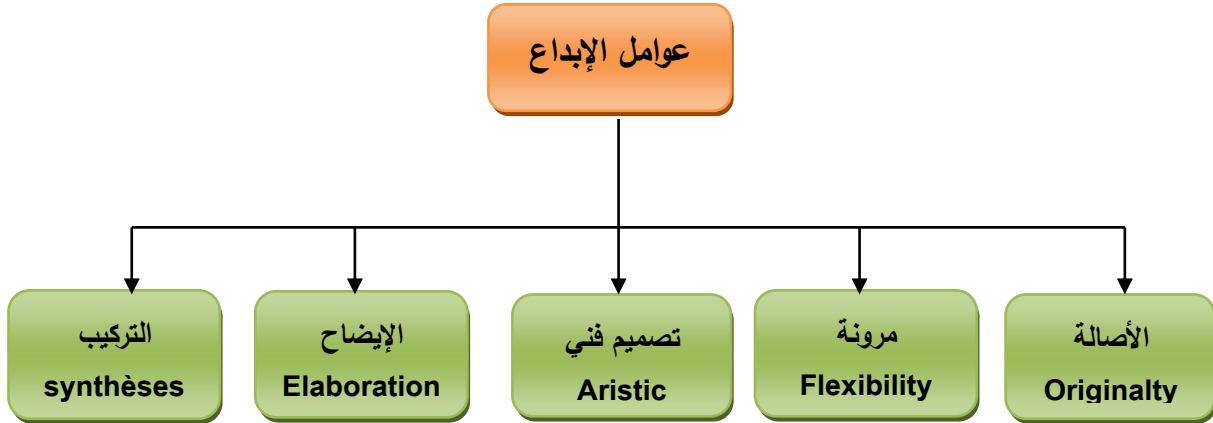 عوامل الإبداع
الأصالة
Originalty
مرونة
Flexibility
تصميم فني
Aristic
الإيضاح
Elaboration
التركيب
synthèses